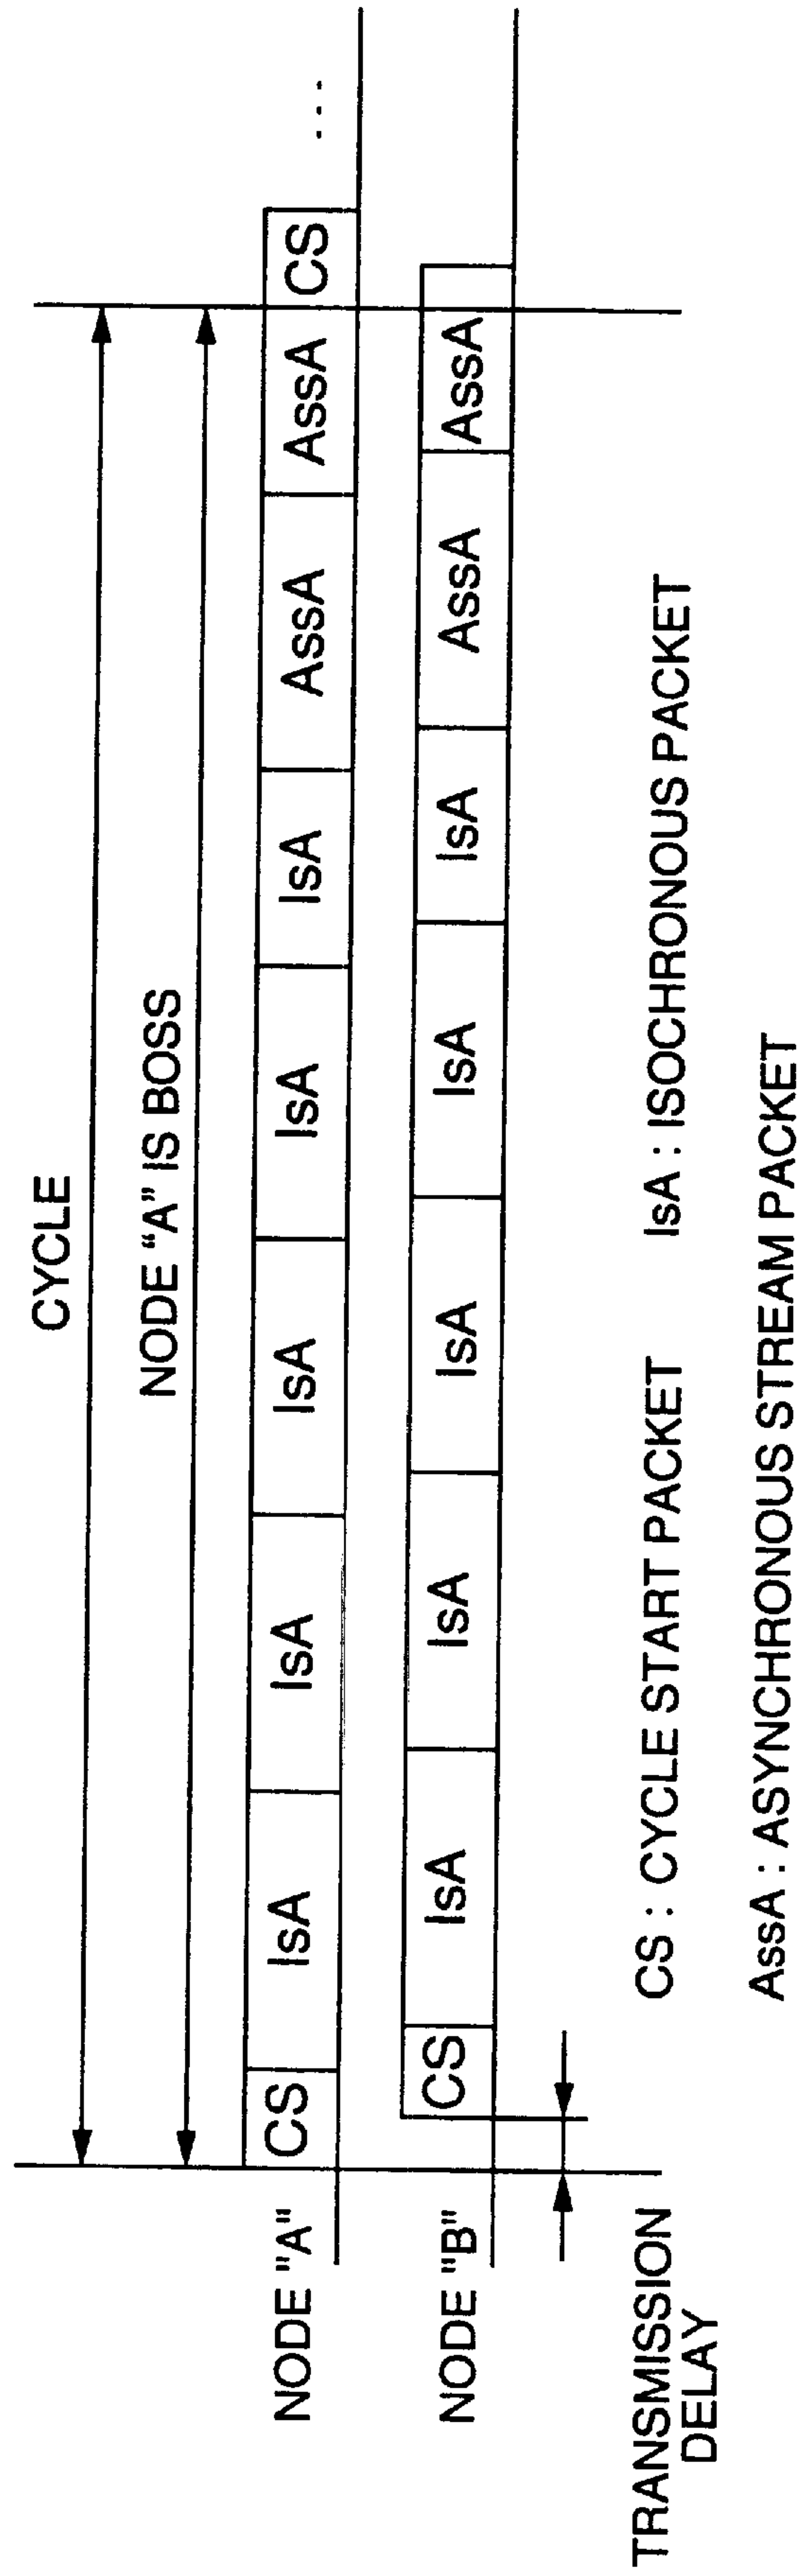 CYCLE
NODE “A” IS BOSS
NODE "A" CS IsA IsA IsA IsA IsA AssA AssA CS ...
NODE "B" CS IsA IsA IsA IsA IsA AssA AssA
TRANSMISSION
DELAY
CS : CYCLE START PACKET IsA : ISOCHRONOUS PACKET
AssA : ASYNCHRONOUS STREAM PACKET